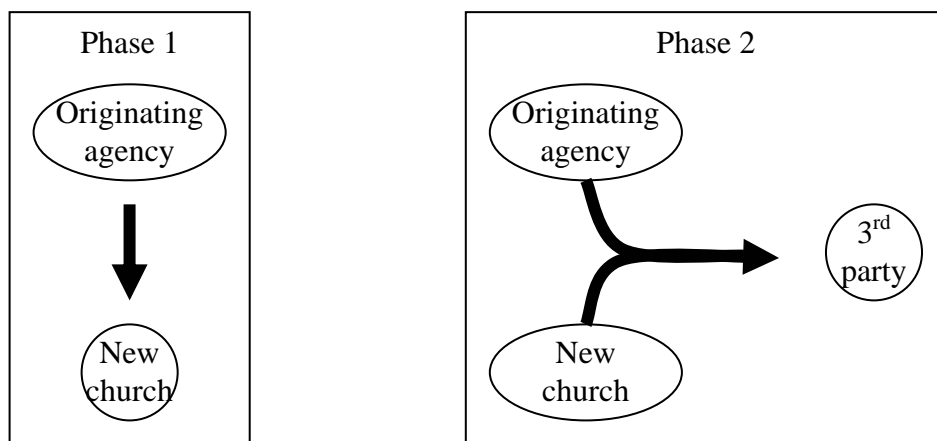 Phase 1
Originating
agency
New
church
Phase 2
Originating
agency
New
church
3rd
party